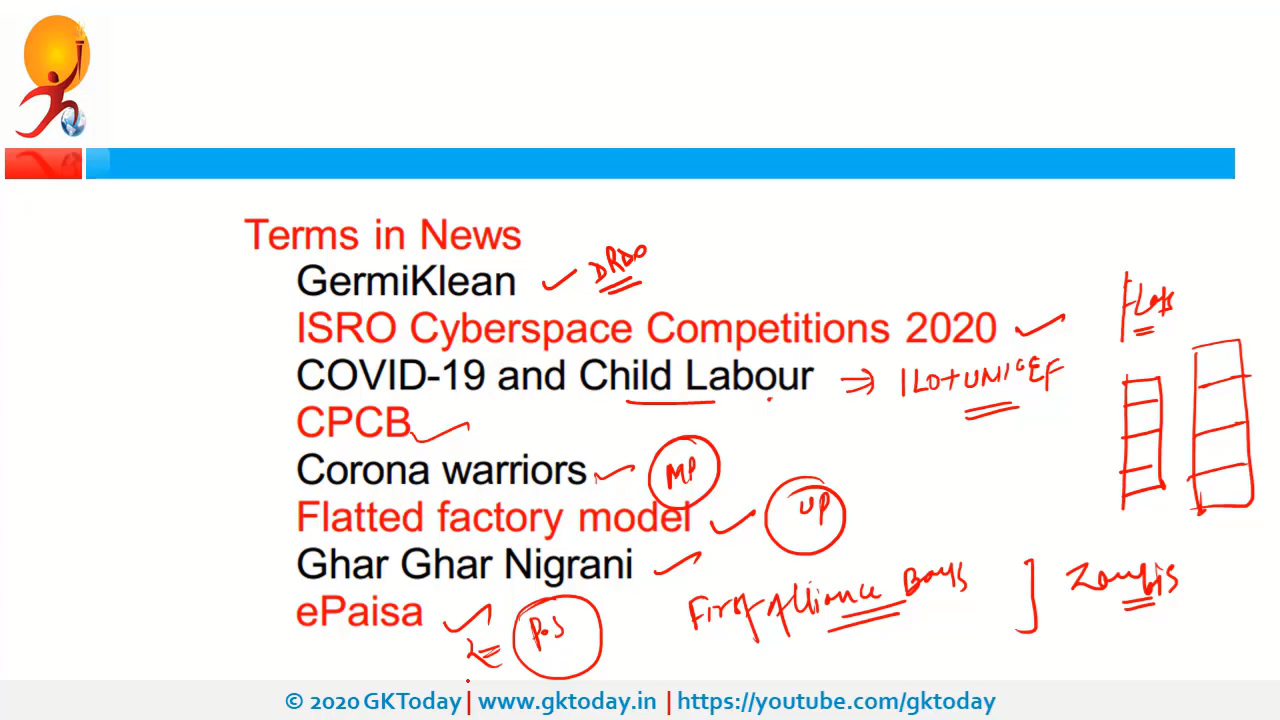 Terms in News
GermiKlean DRDO
ISRO Cyberspace Competitions 2020 Flats
COVID-19 and Child Labour ⇒ ILO+UNICEF
CPCB
Corona warriors MP
Flatted factory model UP
Ghar Ghar Nigrani
First Alliance Zambia
ePaisa PoS
© 2020 GKToday | www.gktoday.in | https://youtube.com/gktoday